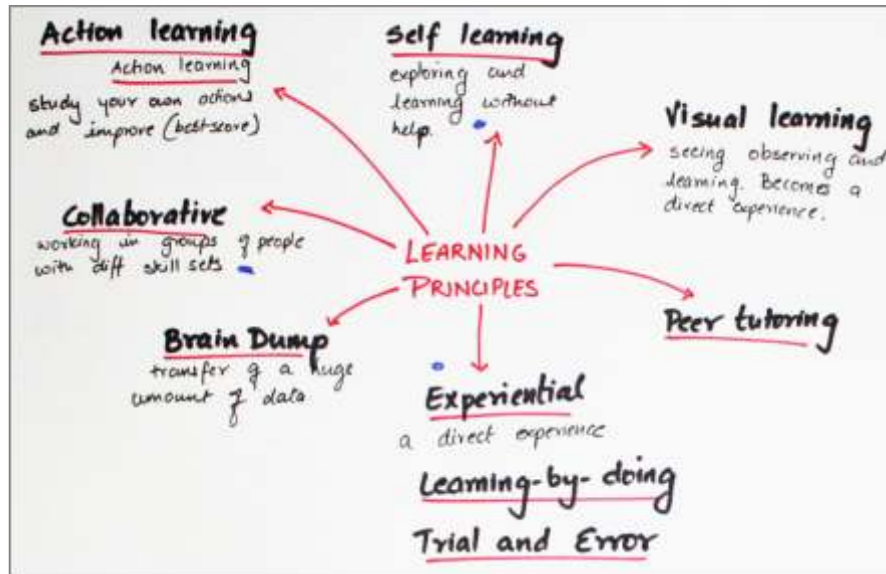 Action learning
Action learning
study your own actions
and improve (best-score)
Self learning
exploring and
learning without
help.
Visual learning
seeing observing and
learning. Becomes a
direct experience.
Collaborative
working in groups of people
with diff skill sets
LEARNING
PRINCIPLES
Peer tutoring
Brain Dump
transfer of a huge
amount of data
Experiential
a direct experience
Learning-by-doing
Trial and Error